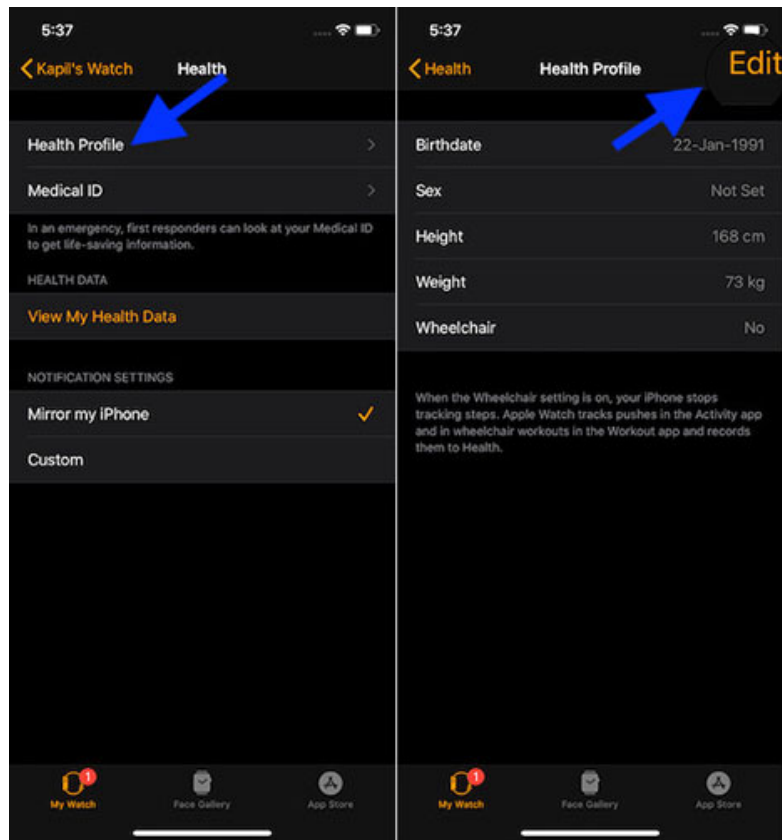 5:37
Kapil's Watch
Health
Health Profile
Medical ID
In an emergency, first responders can look at your Medical ID
to get life-saving information.
HEALTH DATA
View My Health Data
NOTIFICATION SETTINGS
Mirror my iPhone
Custom
My Watch
1
Face Gallery
App Store
5:37
Health
Health Profile
Edit
Birthdate
22-Jan-1991
Sex
Not Set
Height
168 cm
Weight
73 kg
Wheelchair
No
When the Wheelchair setting is on, your iPhone stops
tracking steps. Apple Watch tracks pushes in the Activity app
and in wheelchair workouts in the Workout app and records
them to Health.
My Watch
1
Face Gallery
App Store